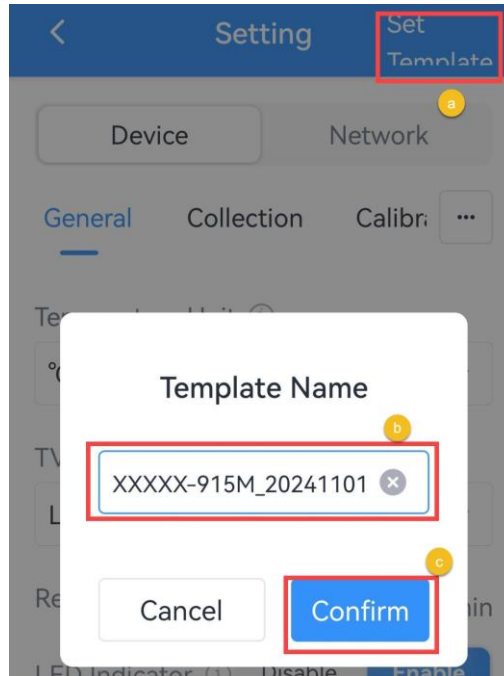 Setting
Set
Template
a
Device
Network
General
Collection
Calibr
Template Name
b
XXXXX-915M_20241101
c
Cancel
Confirm
LED Indicator
Disable
Enable